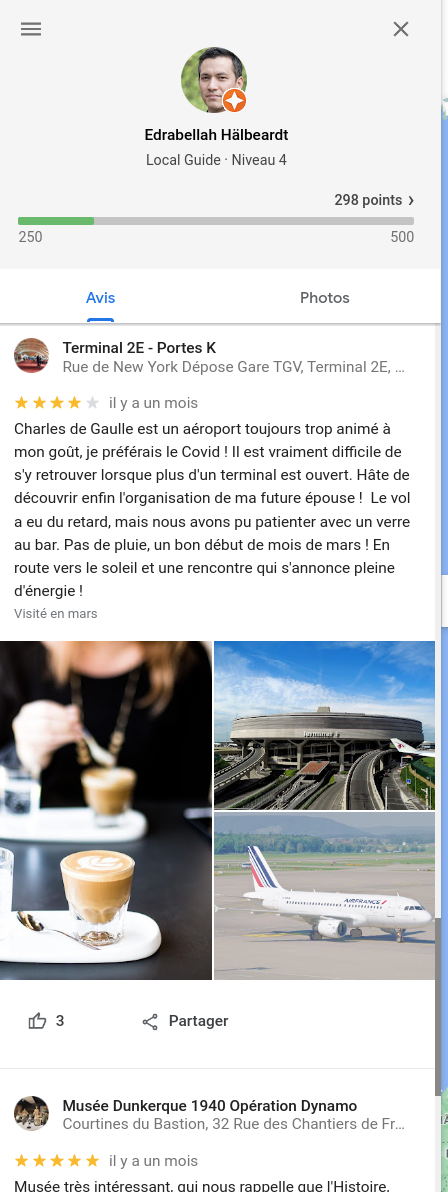 Edrabellah Hälbeardt
Local Guide · Niveau 4
298 points ›
250 500
Avis Photos
Terminal 2E - Portes K
Rue de New York Dépose Gare TGV, Terminal 2E, ...
il y a un mois
Charles de Gaulle est un aéroport toujours trop animé à
mon goût, je préférais le Covid ! Il est vraiment difficile de
s'y retrouver lorsque plus d'un terminal est ouvert. Hâte de
découvrir enfin l'organisation de ma future épouse !  Le vol
a eu du retard, mais nous avons pu patienter avec un verre
au bar. Pas de pluie, un bon début de mois de mars ! En
route vers le soleil et une rencontre qui s'annonce pleine
d'énergie !
Visité en mars
AIRFRANCE
3 Partager
Musée Dunkerque 1940 Opération Dynamo
Courtines du Bastion, 32 Rue des Chantiers de Fr...
il y a un mois
Musée très intéressant, qui nous rappelle que l'Histoire,